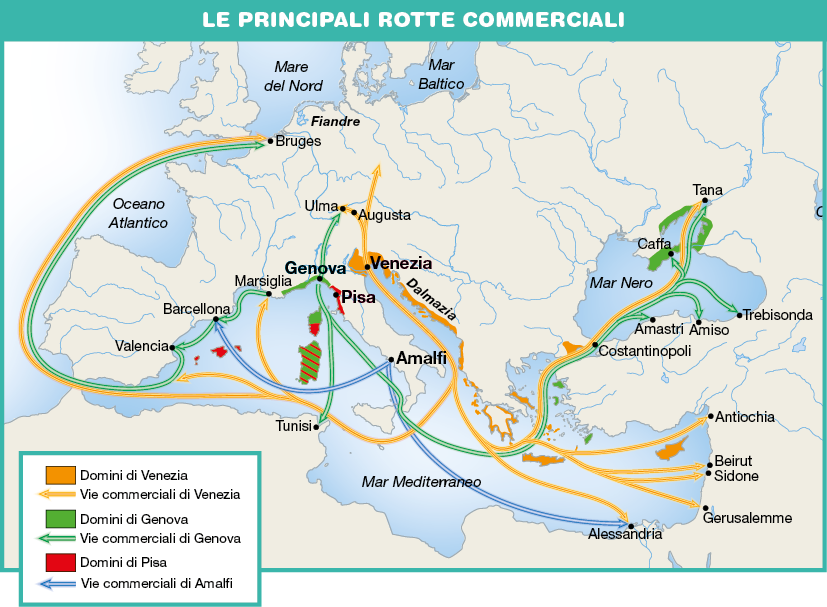 LE PRINCIPALI ROTTE COMMERCIALI
Mare
del Nord
Mar
Baltico
Fiandre
Bruges
Oceano
Atlantico
Ulma
Augusta
Tana
Caffa
Genova
Venezia
Marsiglia
Pisa
Dalmazia
Mar Nero
Barcellona
Trebisonda
Amastri
Amiso
Valencia
Amalfi
Costantinopoli
Tunisi
Antiochia
Beirut
Sidone
Mar Mediterraneo
Gerusalemme
Alessandria
Domini di Venezia
Vie commerciali di Venezia
Domini di Genova
Vie commerciali di Genova
Domini di Pisa
Vie commerciali di Amalfi